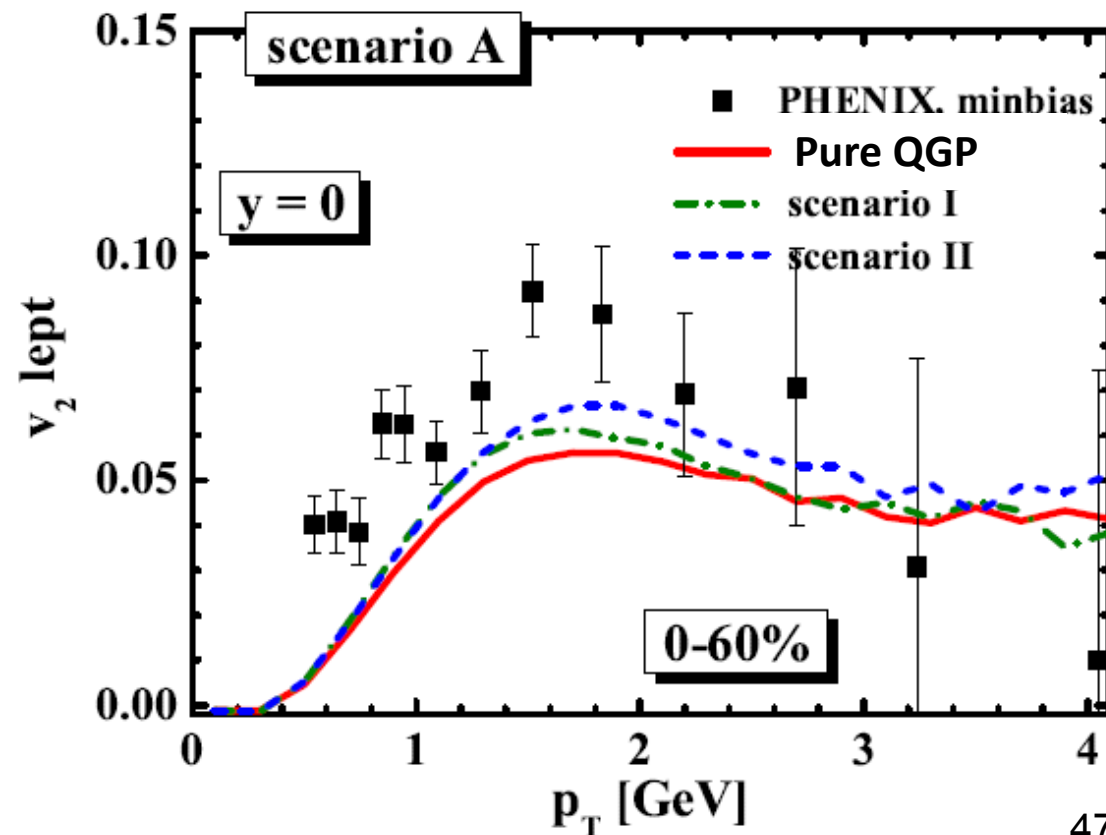 0.15
scenario A
PHENIX. minbias
Pure QGP
y = 0
scenario I
0.10
scenario II
v2 lept
0.05
0-60%
0.00
0 1 2 3 4
pT [GeV]
47